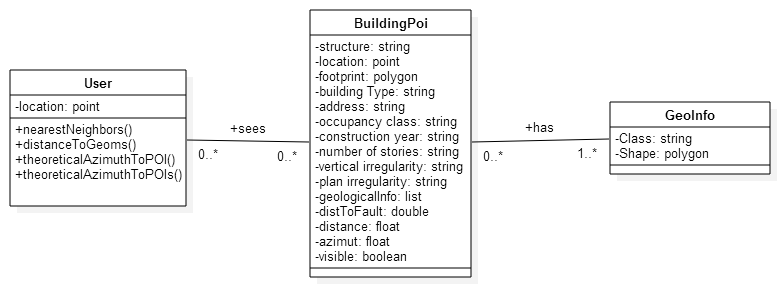 User
-location: point
+nearestNeighbors()
+distanceToGeoms()
+theoreticalAzimuthToPOI()
+theoreticalAzimuthToPOIs()
+sees
0..*
0..*
BuildingPoi
-structure: string
-location: point
-footprint: polygon
-building Type: string
-address: string
-occupancy class: string
-construction year: string
-number of stories: string
-vertical irregularity: string
-plan irregularity: string
-geologicalInfo: list
-distToFault: double
-distance: float
-azimut: float
-visible: boolean
+has
0..*
1..*
GeoInfo
-Class: string
-Shape: polygon